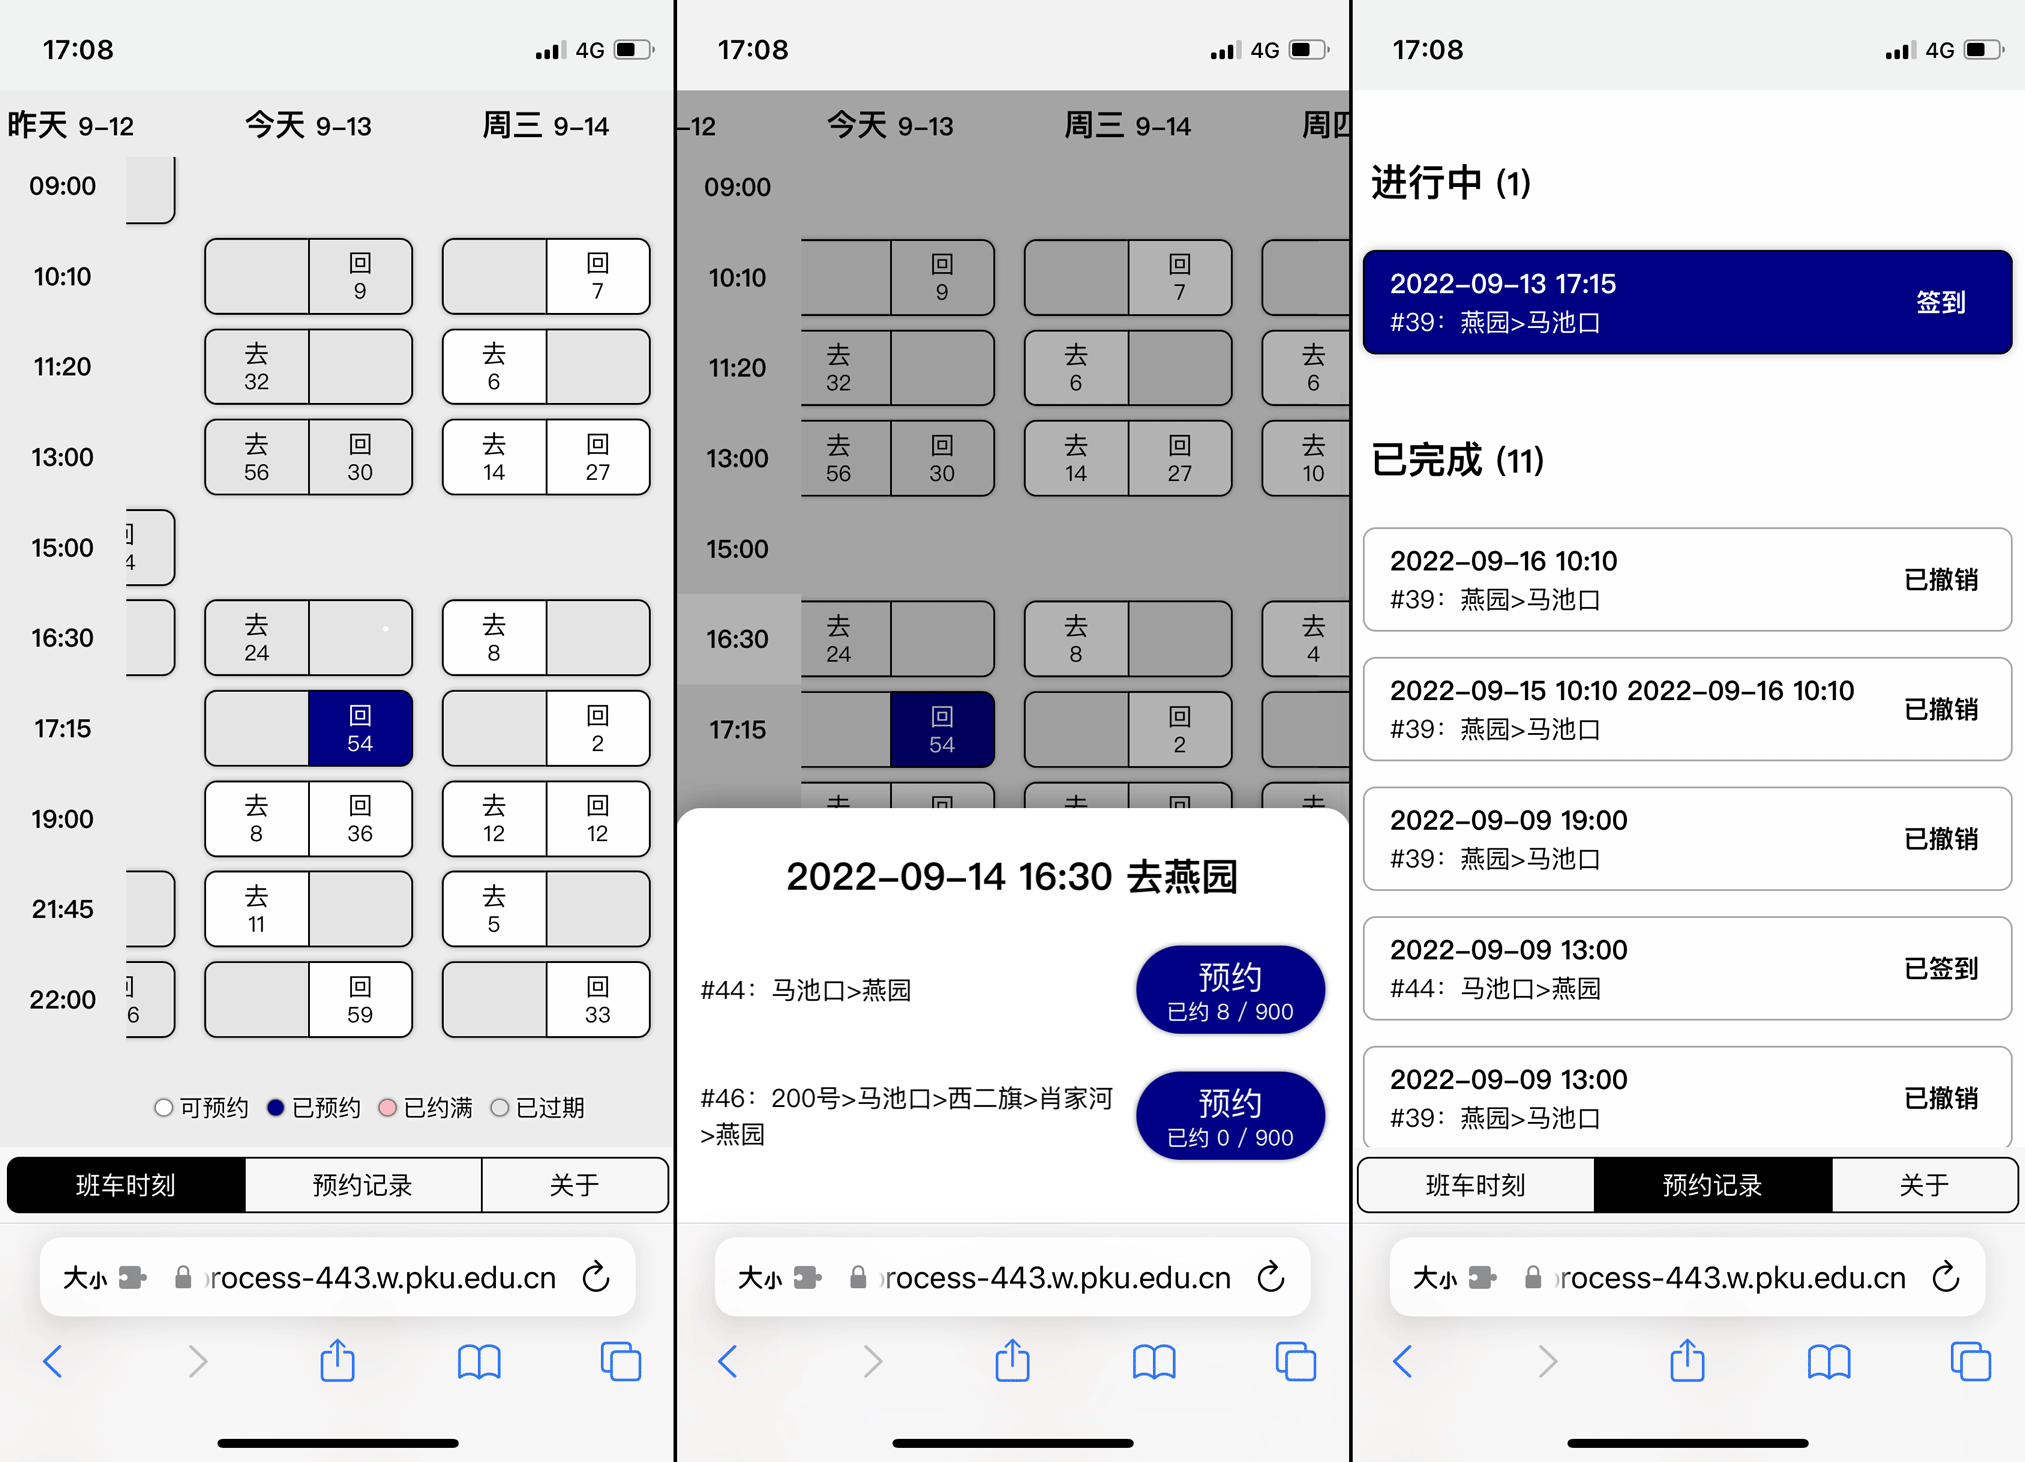 17:08
4G
昨天 9-12
今天 9-13
周三 9-14
09:00
10:10
回
9
回
7
11:20
去
32
去
6
13:00
去
56
回
30
去
14
回
27
15:00
4
16:30
去
24
去
8
17:15
回
54
回
2
19:00
去
8
回
36
去
12
回
12
21:45
去
11
去
5
22:00
6
回
59
回
33
可预约 已预约 已约满 已过期
班车时刻 预约记录 关于
大小 rocess-443.w.pku.edu.cn
17:08
4G
-12
今天 9-13
周三 9-14
周四
09:00
10:10
回
9
回
7
11:20
去
32
去
6
去
6
13:00
去
56
回
30
去
14
回
27
去
10
15:00
16:30
去
24
去
8
去
4
17:15
回
54
回
2
去 回 去 回 去
2022-09-14 16:30 去燕园
#44：马池口>燕园
预约
已约 8 / 900
#46：200号>马池口>西二旗>肖家河
>燕园
预约
已约 0 / 900
大小 rocess-443.w.pku.edu.cn
17:08
4G
进行中 (1)
2022-09-13 17:15
#39：燕园>马池口
签到
已完成 (11)
2022-09-16 10:10
#39：燕园>马池口
已撤销
2022-09-15 10:10 2022-09-16 10:10
#39：燕园>马池口
已撤销
2022-09-09 19:00
#39：燕园>马池口
已撤销
2022-09-09 13:00
#44：马池口>燕园
已签到
2022-09-09 13:00
#39：燕园>马池口
已撤销
班车时刻 预约记录 关于
大小 rocess-443.w.pku.edu.cn